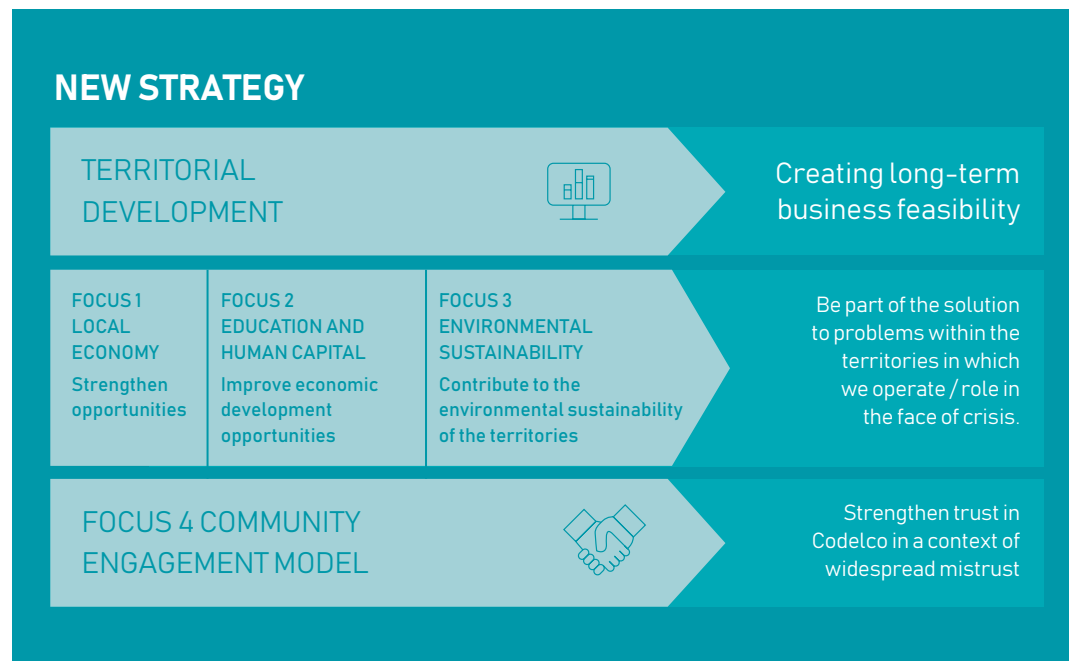 NEW STRATEGY
TERRITORIAL
DEVELOPMENT
Creating long-term
business feasibility
FOCUS 1
LOCAL
ECONOMY
Strengthen
opportunities
FOCUS 2
EDUCATION AND
HUMAN CAPITAL
Improve economic
development
opportunities
FOCUS 3
ENVIRONMENTAL
SUSTAINABILITY
Contribute to the
environmental sustainability
of the territories
Be part of the solution
to problems within the
territories in which
we operate / role in
the face of crisis.
FOCUS 4 COMMUNITY
ENGAGEMENT MODEL
Strengthen trust in
Codelco in a context of
widespread mistrust